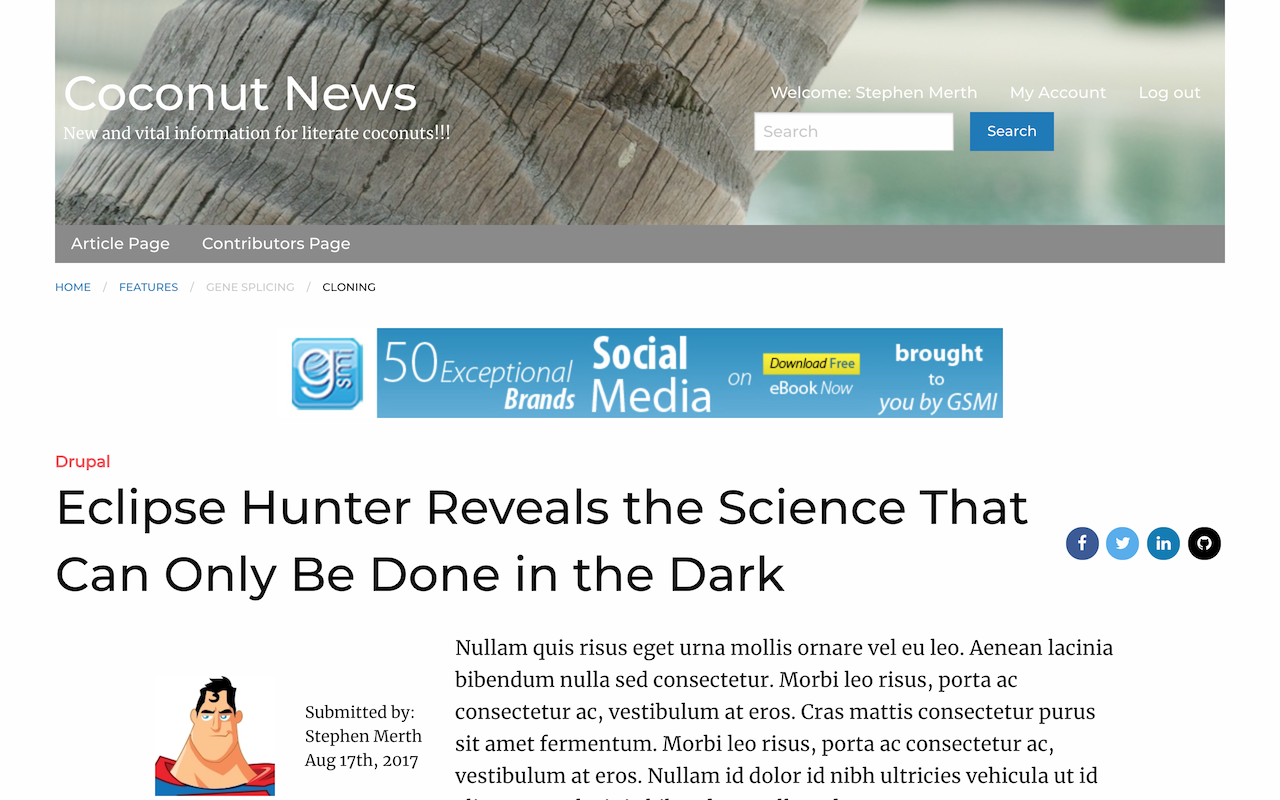 Coconut News
New and vital information for literate coconuts!!!
Welcome: Stephen Merth My Account Log out
Search Search
Article Page Contributors Page
HOME / FEATURES / GENE SPLICING / CLONING
50 Exceptional Brands Social Media on Download Free eBook Now brought to you by GSMI
Drupal
Eclipse Hunter Reveals the Science That
Can Only Be Done in the Dark
Submitted by:
Stephen Merth
Aug 17th, 2017
Nullam quis risus eget urna mollis ornare vel eu leo. Aenean lacinia
bibendum nulla sed consectetur. Morbi leo risus, porta ac
consectetur ac, vestibulum at eros. Cras mattis consectetur purus
sit amet fermentum. Morbi leo risus, porta ac consectetur ac,
vestibulum at eros. Nullam id dolor id nibh ultricies vehicula ut id